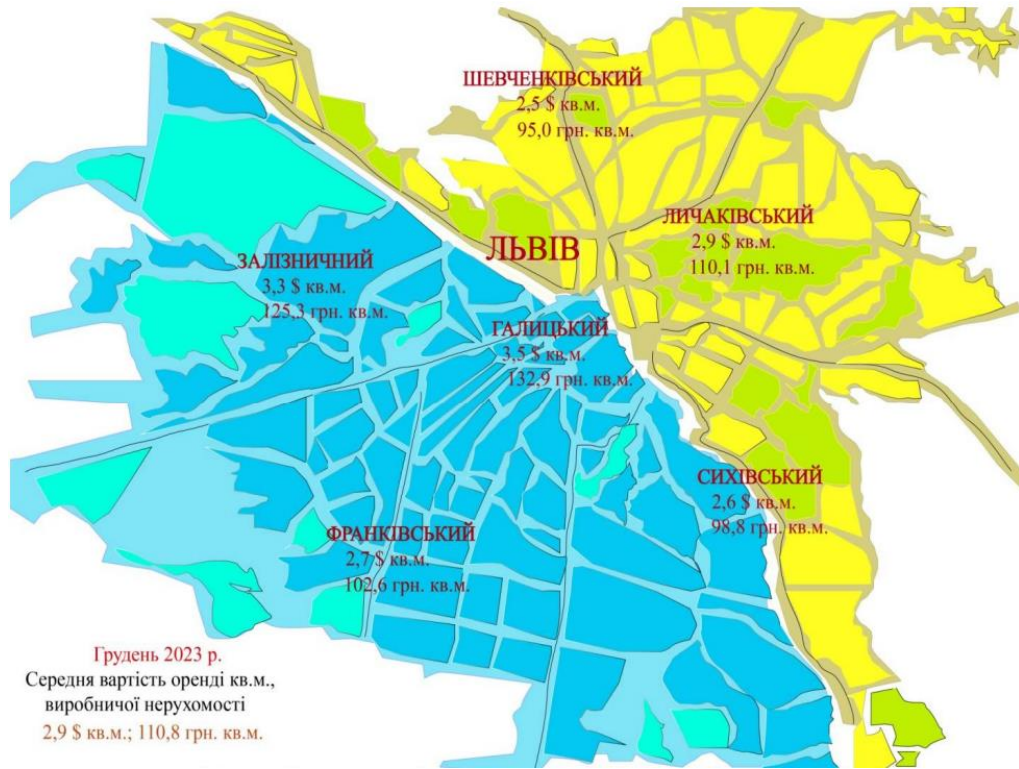 ШЕВЧЕНКІВСЬКИЙ
2,5 $ кв.м.
95,0 грн. кв.м.
ЛИЧАКІВСЬКИЙ
2,9 $ кв.м.
110,1 грн. кв.м.
ЛЬВІВ
ЗАЛІЗНИЧНИЙ
3,3 $ кв.м.
125,3 грн. кв.м.
ГАЛИЦЬКИЙ
3,5 $ кв.м.
132,9 грн. кв.м.
СИХІВСЬКИЙ
2,6 $ кв.м.
98,8 грн. кв.м.
ФРАНКІВСЬКИЙ
2,7 $ кв.м.
102,6 грн. кв.м.
Грудень 2023 р.
Середня вартість оренді кв.м.,
виробничої нерухомості
2,9 $ кв.м.; 110,8 грн. кв.м.